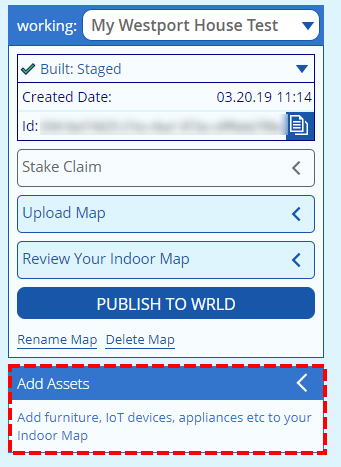 working: My Westport House Test
Built: Staged
Created Date: 03.20.19 11:14
Id:
Stake Claim
Upload Map
Review Your Indoor Map
PUBLISH TO WRLD
Rename Map Delete Map
Add Assets
Add furniture, IoT devices, appliances etc to your
Indoor Map